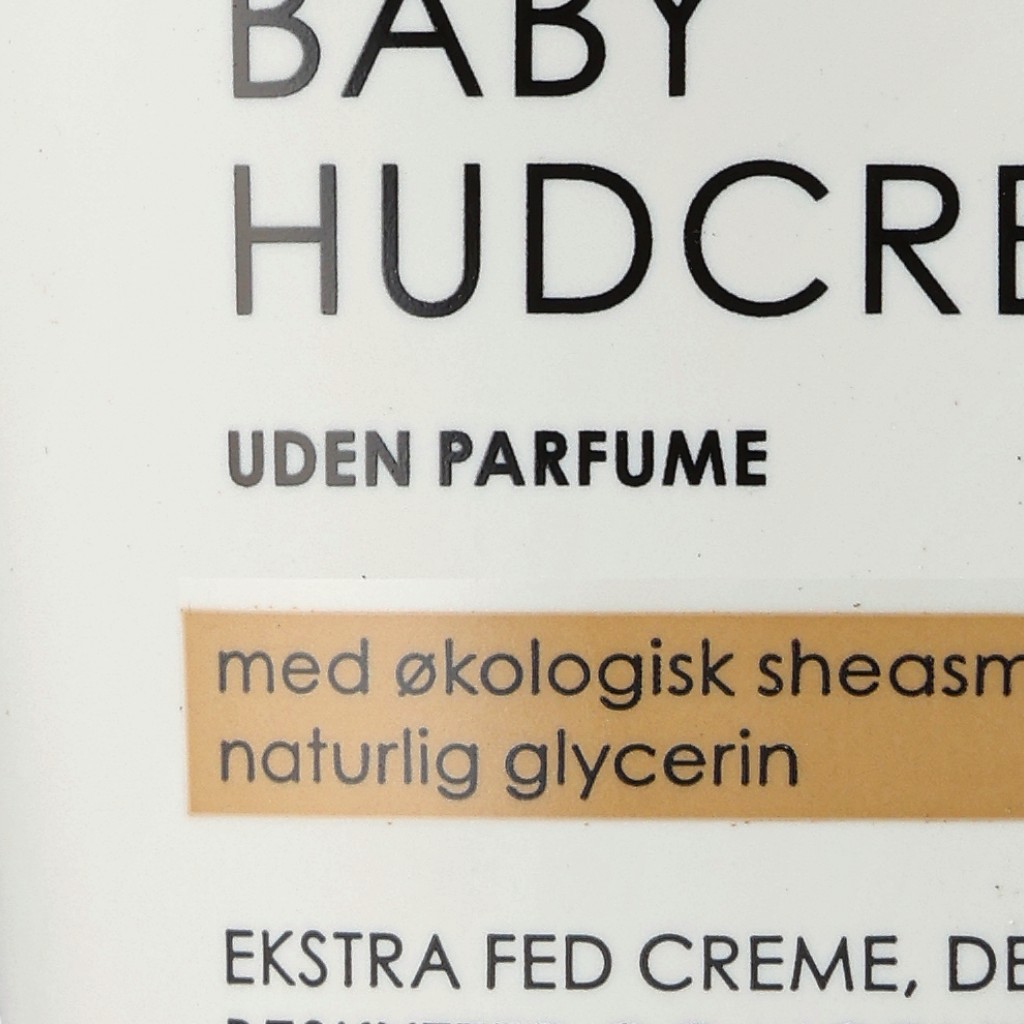 BABY
HUDCRE
UDEN PARFUME
med økologisk sheasm
naturlig glycerin
EKSTRA FED CREME, DE